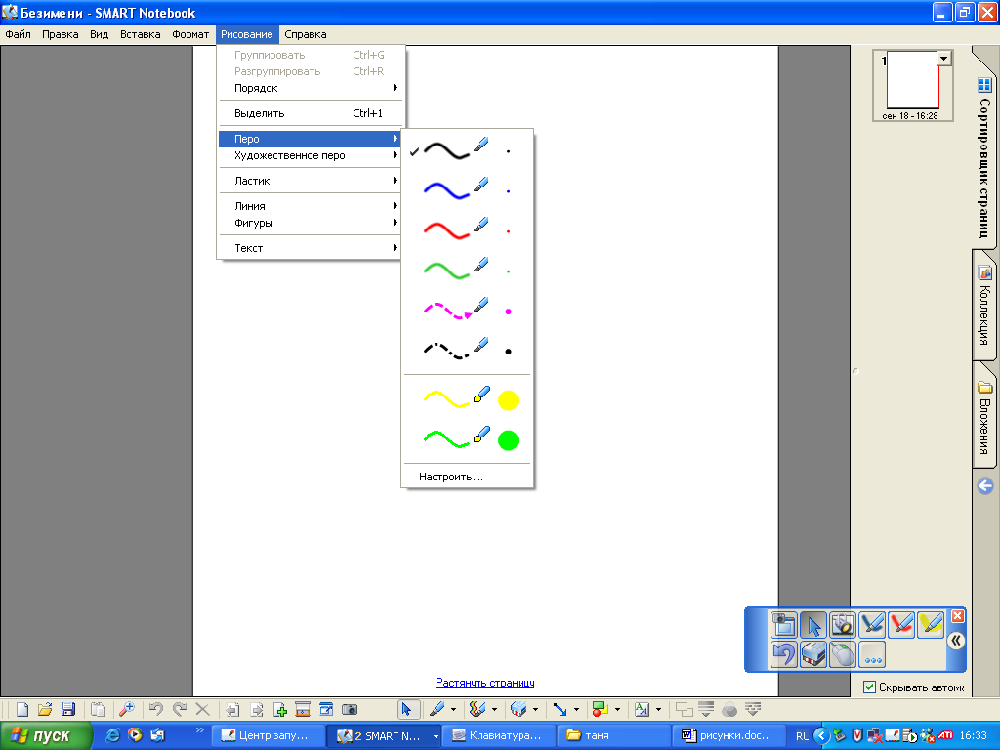 Безимени - SMART Notebook
Файл Правка Вид Вставка Формат Рисование Справка
Группировать Ctrl+G
Разгруппировать Ctrl+R
Порядок
Выделить Ctrl+1
Перо
Художественное перо
Ластик
Линия
Фигуры
Текст
Настроить...
1
сен 18 - 16:28
Сортировщик страниц
Коллекция
Вложения
Растянуть страницу
Скрывать автома
пуск
Центр запу...
2 SMART N...
Клавиатура...
таня
рисунки.doc...
RL
ATI
16:33